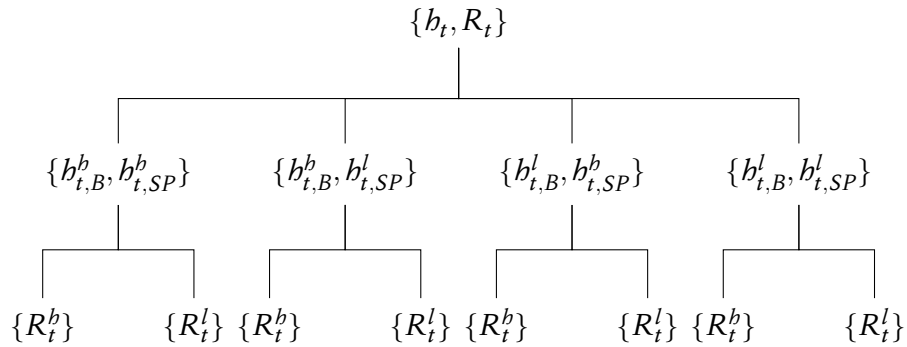 {h_t, R_t}
{h^h_{t,B}, h^h_{t,SP}} {h^h_{t,B}, h^l_{t,SP}} {h^l_{t,B}, h^h_{t,SP}} {h^l_{t,B}, h^l_{t,SP}}
{R^h_t} {R^l_t} {R^h_t} {R^l_t} {R^h_t} {R^l_t} {R^h_t} {R^l_t}